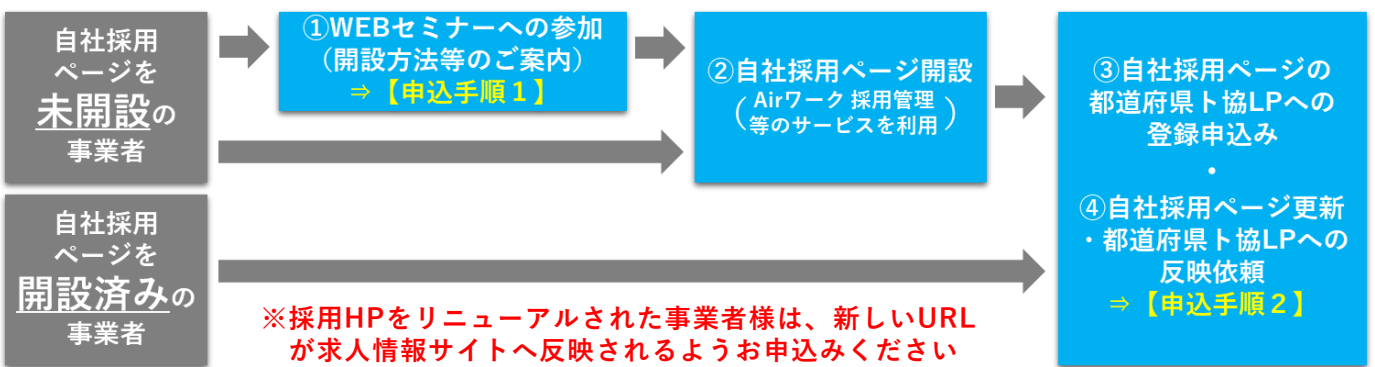 自社採用
ページを
未開設の
事業者
①WEBセミナーへの参加
(開設方法等のご案内)
⇒【申込手順１】
②自社採用ページ開設
(Airワーク 採用管理
等のサービスを利用)
③自社採用ページの
都道府県ト協LPへの
登録申込み
・
④自社採用ページ更新
・都道府県ト協LPへの
反映依頼
⇒【申込手順２】
自社採用
ページを
開設済みの
事業者
※採用HPをリニューアルされた事業者様は、新しいURL
が求人情報サイトへ反映されるようお申込みください